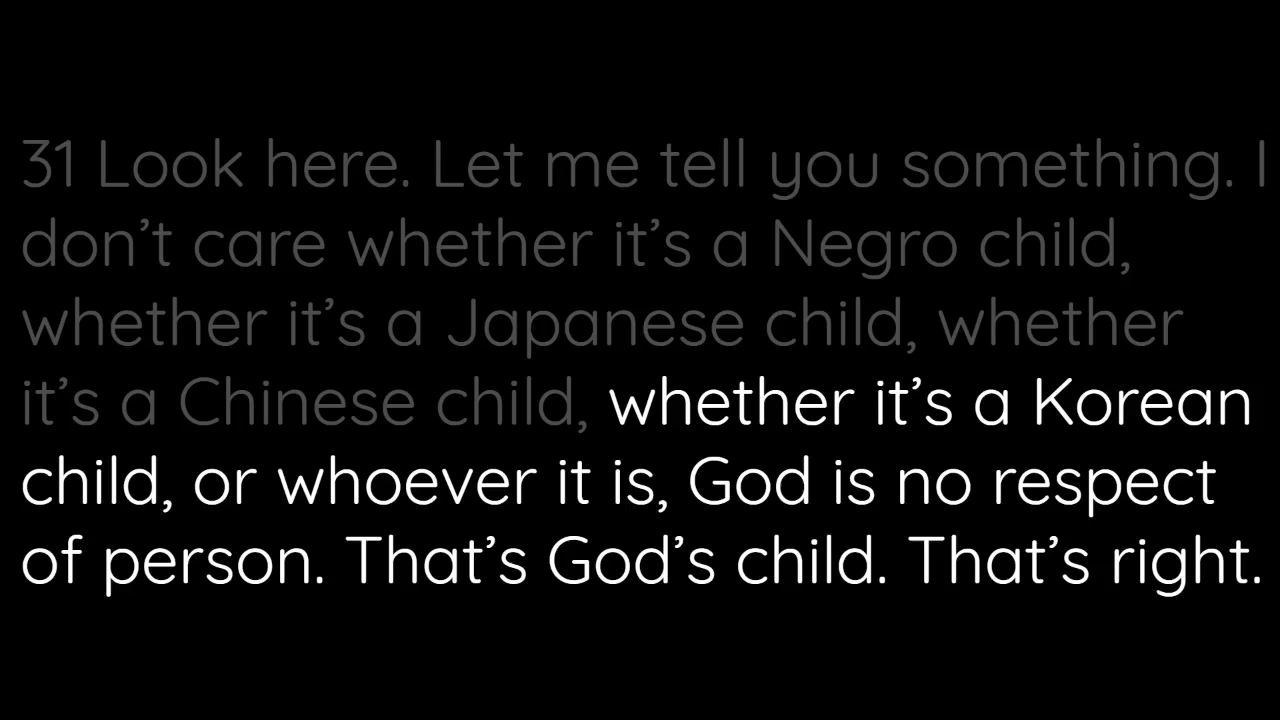 31 Look here. Let me tell you something. I
don’t care whether it’s a Negro child,
whether it’s a Japanese child, whether
it’s a Chinese child, whether it’s a Korean
child, or whoever it is, God is no respect
of person. That’s God’s child. That’s right.